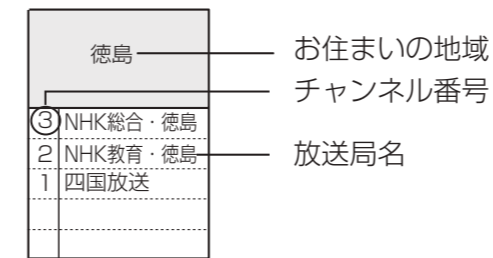 徳島
お住まいの地域
チャンネル番号
3 NHK総合・徳島
2 NHK教育・徳島
放送局名
1 四国放送